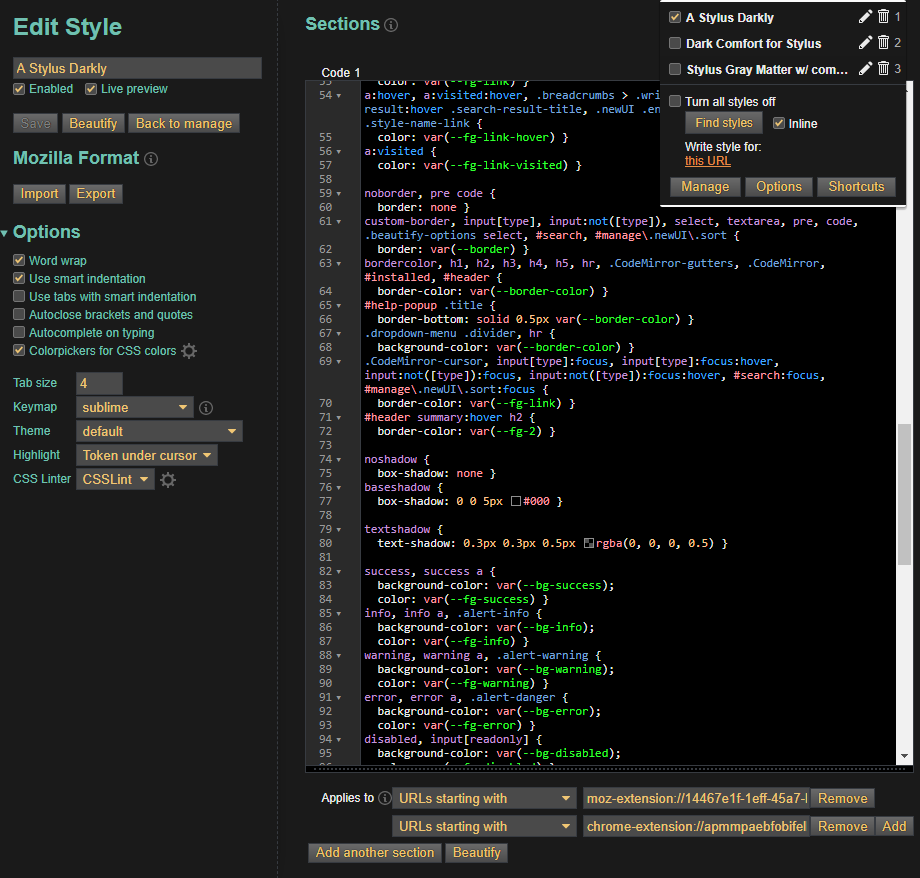 Edit Style
A Stylus Darkly
Enabled
Live preview
Save
Beautify
Back to manage
Mozilla Format
Import
Export
Options
Word wrap
Use smart indentation
Use tabs with smart indentation
Autoclose brackets and quotes
Autocomplete on typing
Colorpickers for CSS colors
Tab size
4
Keymap
sublime
Theme
default
Highlight
Token under cursor
CSS Linter
CSSLint
Sections
Code 1
54 a:hover, a:visited:hover, .breadcrumbs > .wri
result:hover .search-result-title, .newUI .en
.style-name-link {
55 color: var(--fg-link-hover) }
56 a:visited {
57 color: var(--fg-link-visited) }
58
59 noborder, pre code {
60 border: none }
61 custom-border, input[type], input:not([type]), select, textarea, pre, code,
.beautify-options select, #search, #manage\.newUI\.sort {
62 border: var(--border) }
63 bordercolor, h1, h2, h3, h4, h5, hr, .CodeMirror-gutters, .CodeMirror,
#installed, #header {
64 border-color: var(--border-color) }
65 #help-popup .title {
66 border-bottom: solid 0.5px var(--border-color) }
67 .dropdown-menu .divider, hr {
68 background-color: var(--border-color) }
69 .CodeMirror-cursor, input[type]:focus, input[type]:focus:hover,
input:not([type]):focus, input:not([type]):focus:hover, #search:focus,
#manage\.newUI\.sort:focus {
70 border-color: var(--fg-link) }
71 #header summary:hover h2 {
72 border-color: var(--fg-2) }
73
74 noshadow {
75 box-shadow: none }
76 baseshadow {
77 box-shadow: 0 0 5px #000 }
78
79 textshadow {
80 text-shadow: 0.3px 0.3px 0.5px rgba(0, 0, 0, 0.5) }
81
82 success, success a {
83 background-color: var(--bg-success);
84 color: var(--fg-success) }
85 info, info a, .alert-info {
86 background-color: var(--bg-info);
87 color: var(--fg-info) }
88 warning, warning a, .alert-warning {
89 background-color: var(--bg-warning);
90 color: var(--fg-warning) }
91 error, error a, .alert-danger {
92 background-color: var(--bg-error);
93 color: var(--fg-error) }
94 disabled, input[readonly] {
95 background-color: var(--bg-disabled);
Applies to
URLs starting with
moz-extension://14467e1f-1eff-45a7-
Remove
URLs starting with
chrome-extension://apmmpaebfobifel
Remove
Add
Add another section
Beautify
A Stylus Darkly 1
Dark Comfort for Stylus 2
Stylus Gray Matter w/ com... 3
Turn all styles off
Find styles
Inline
Write style for:
this URL
Manage
Options
Shortcuts